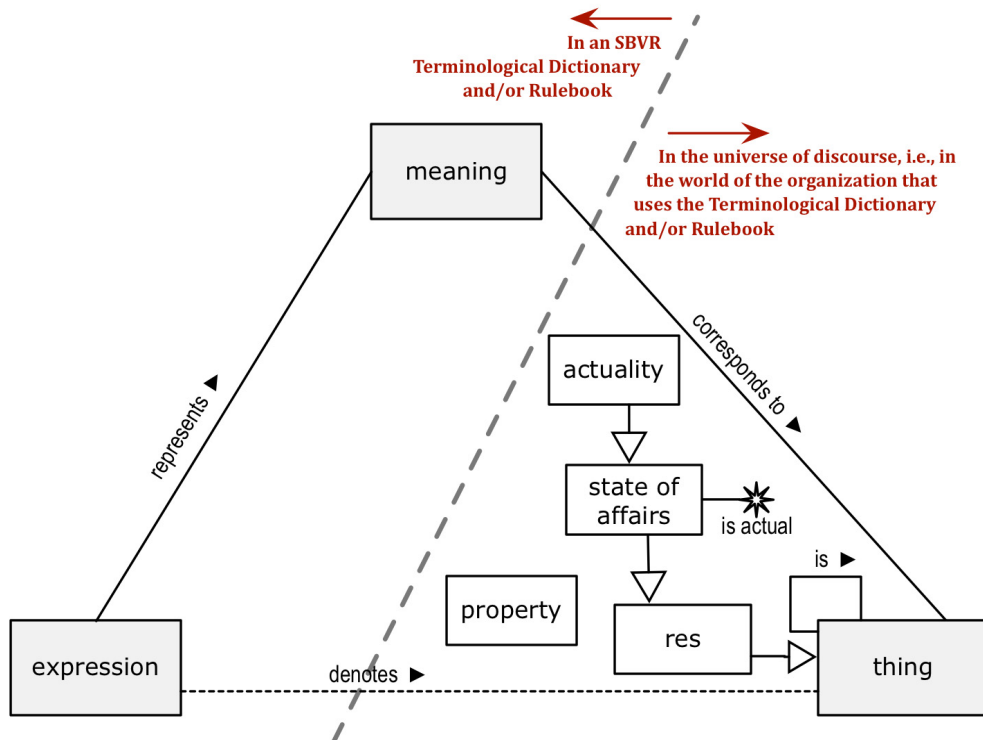 In an SBVR
Terminological Dictionary
and/or Rulebook
meaning
In the universe of discourse, i.e., in
the world of the organization that
uses the Terminological Dictionary
and/or Rulebook
represents ▶
corresponds to ▶
actuality
state of
affairs
is actual
is ▶
property
res
expression
denotes ▶
thing